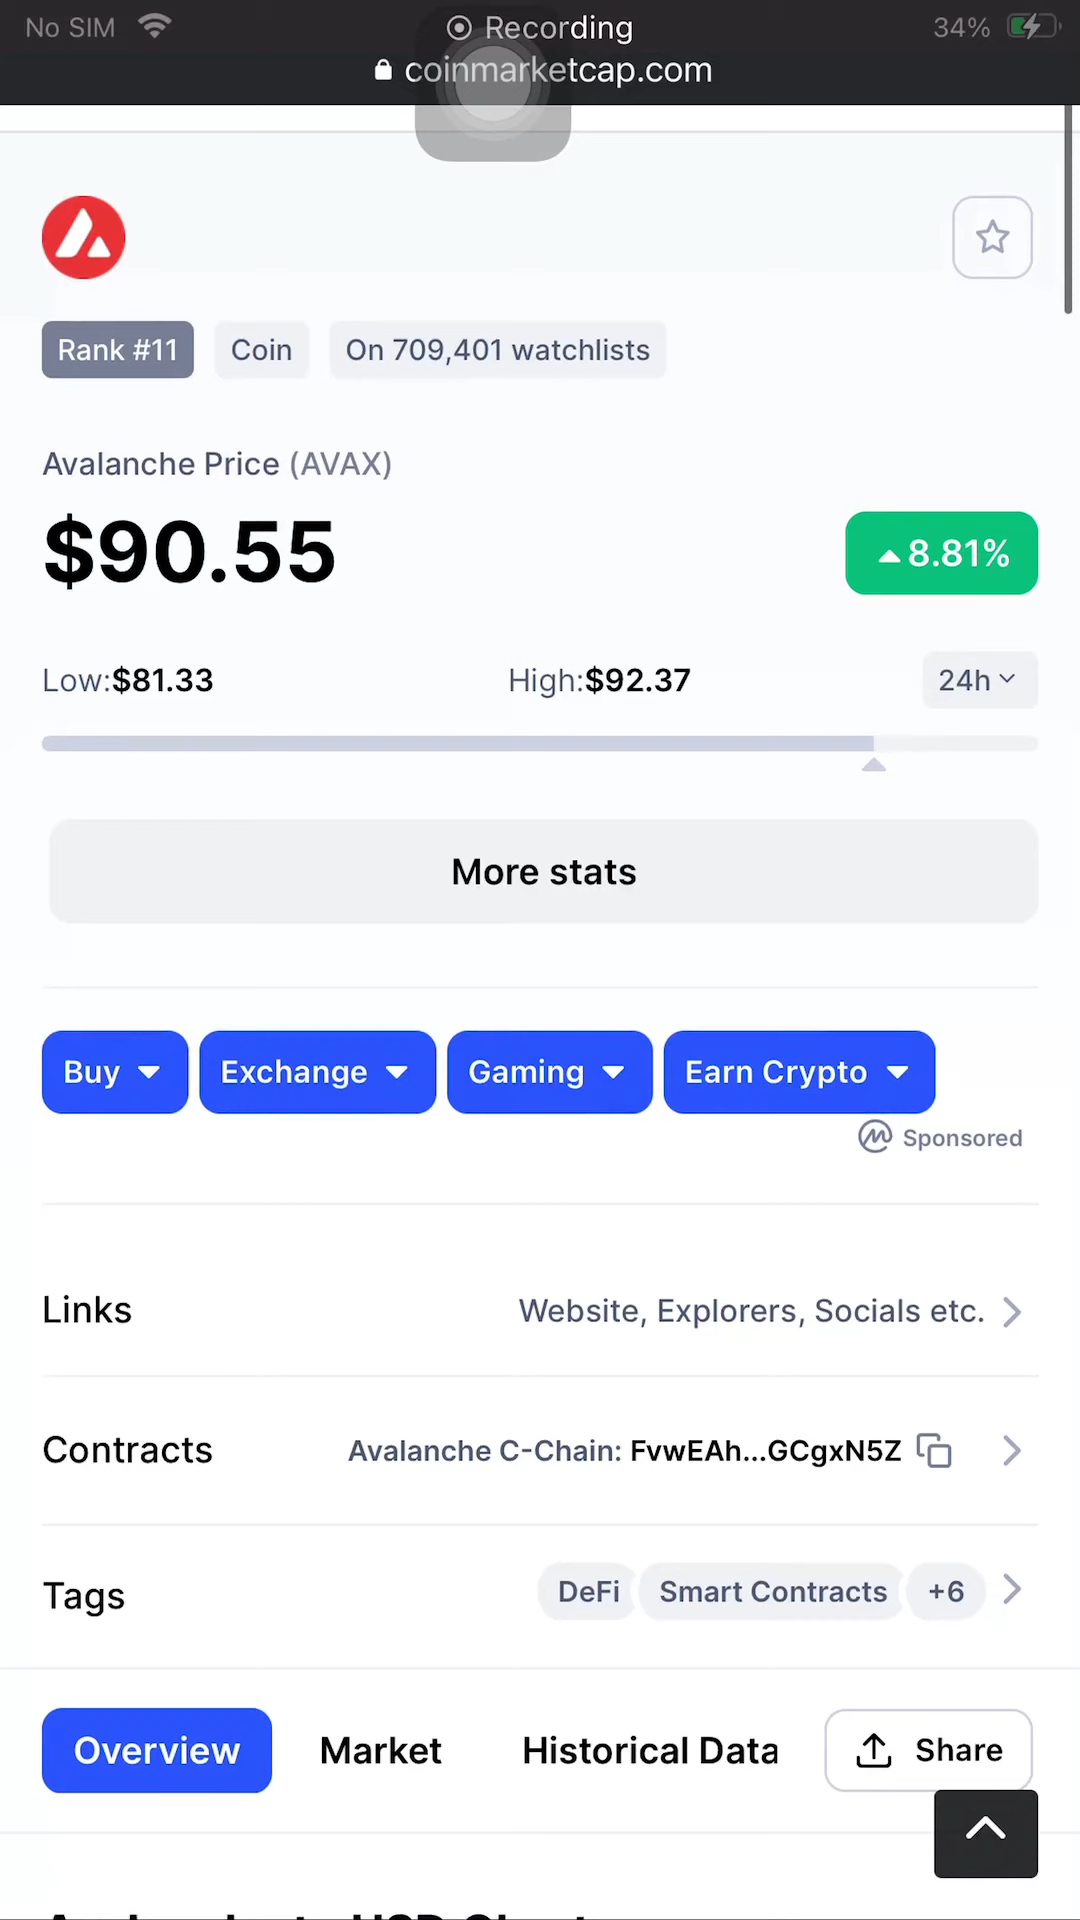 No SIM Recording 34%
coinmarketcap.com
Rank #11 Coin On 709,401 watchlists
Avalanche Price (AVAX)
$90.55 8.81%
Low:$81.33 High:$92.37 24h
More stats
Buy Exchange Gaming Earn Crypto
Sponsored
Links Website, Explorers, Socials etc.
Contracts Avalanche C-Chain: FvwEAh...GCgxN5Z
Tags DeFi Smart Contracts +6
Overview Market Historical Data Share